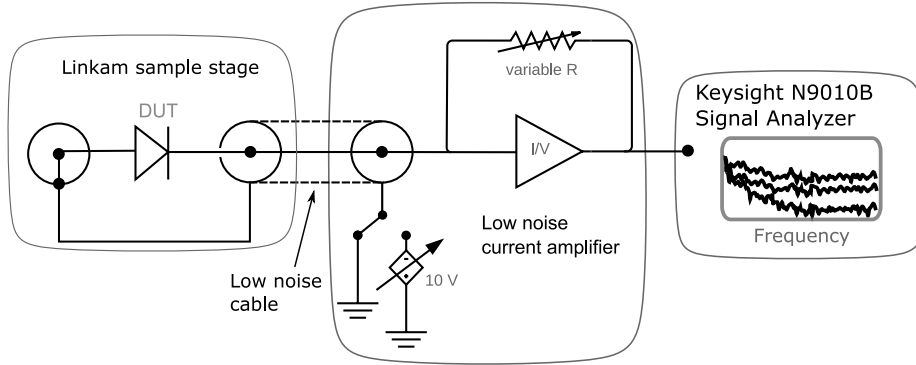 Linkam sample stage
DUT
Low noise
cable
variable R
I/V
Low noise
current amplifier
10 V
Keysight N9010B
Signal Analyzer
Frequency